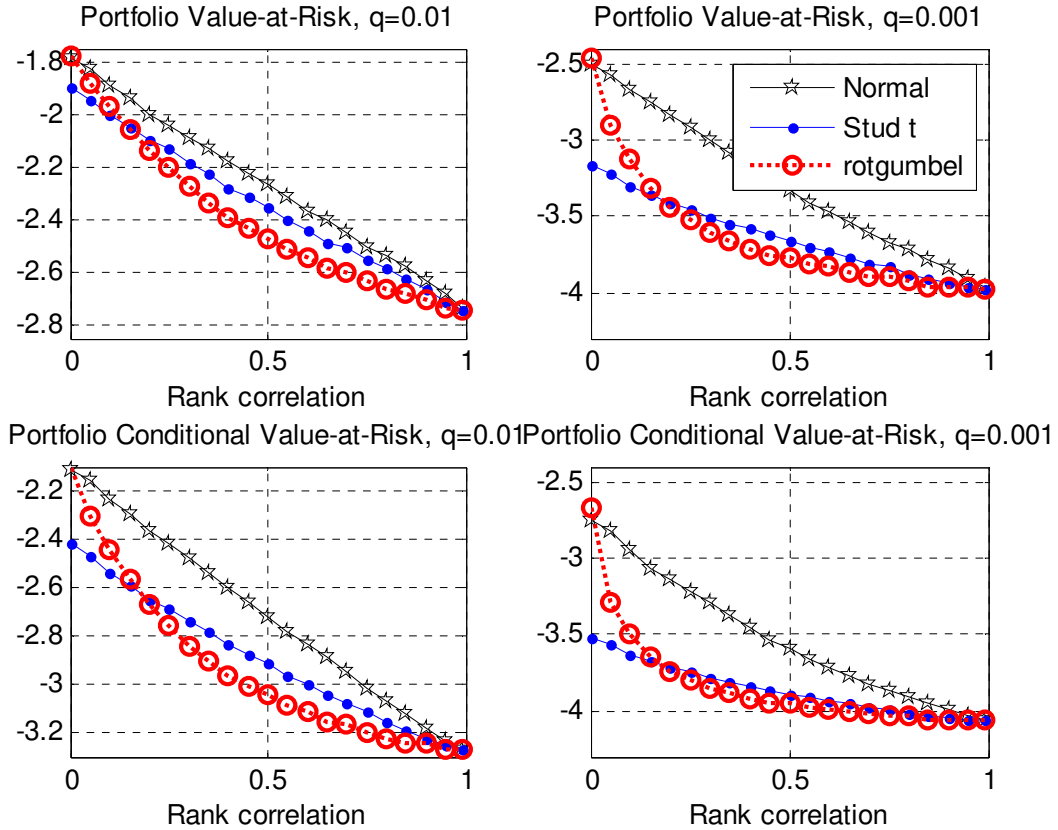 Portfolio Value-at-Risk, q=0.01
-1.8
-2
-2.2
-2.4
-2.6
-2.8
0
0.5
1
Rank correlation
Portfolio Value-at-Risk, q=0.001
-2.5
-3
-3.5
-4
Normal
Stud t
rotgumbel
0
0.5
1
Rank correlation
Portfolio Conditional Value-at-Risk, q=0.01
-2.2
-2.4
-2.6
-2.8
-3
-3.2
0
0.5
1
Rank correlation
Portfolio Conditional Value-at-Risk, q=0.001
-2.5
-3
-3.5
-4
0
0.5
1
Rank correlation